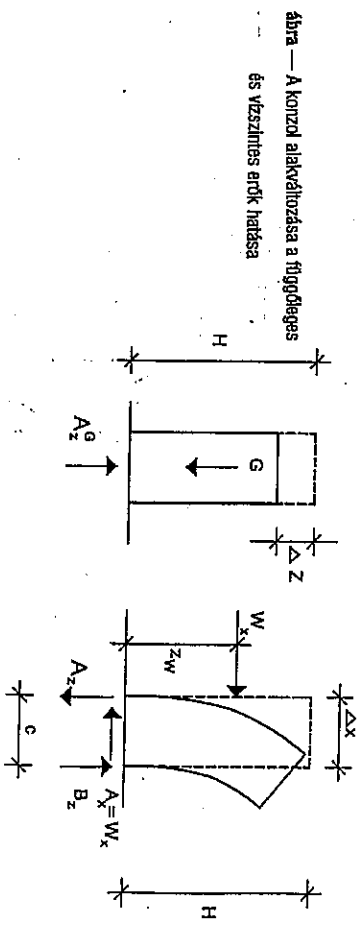 ábra — A konzol alakváltozása a függőleges
és vízszintes erők hatása
H
G
ΔZ
A_z^G
W_x
Z_W
Δx
A_z
A_x=W_x
B_z
c
H